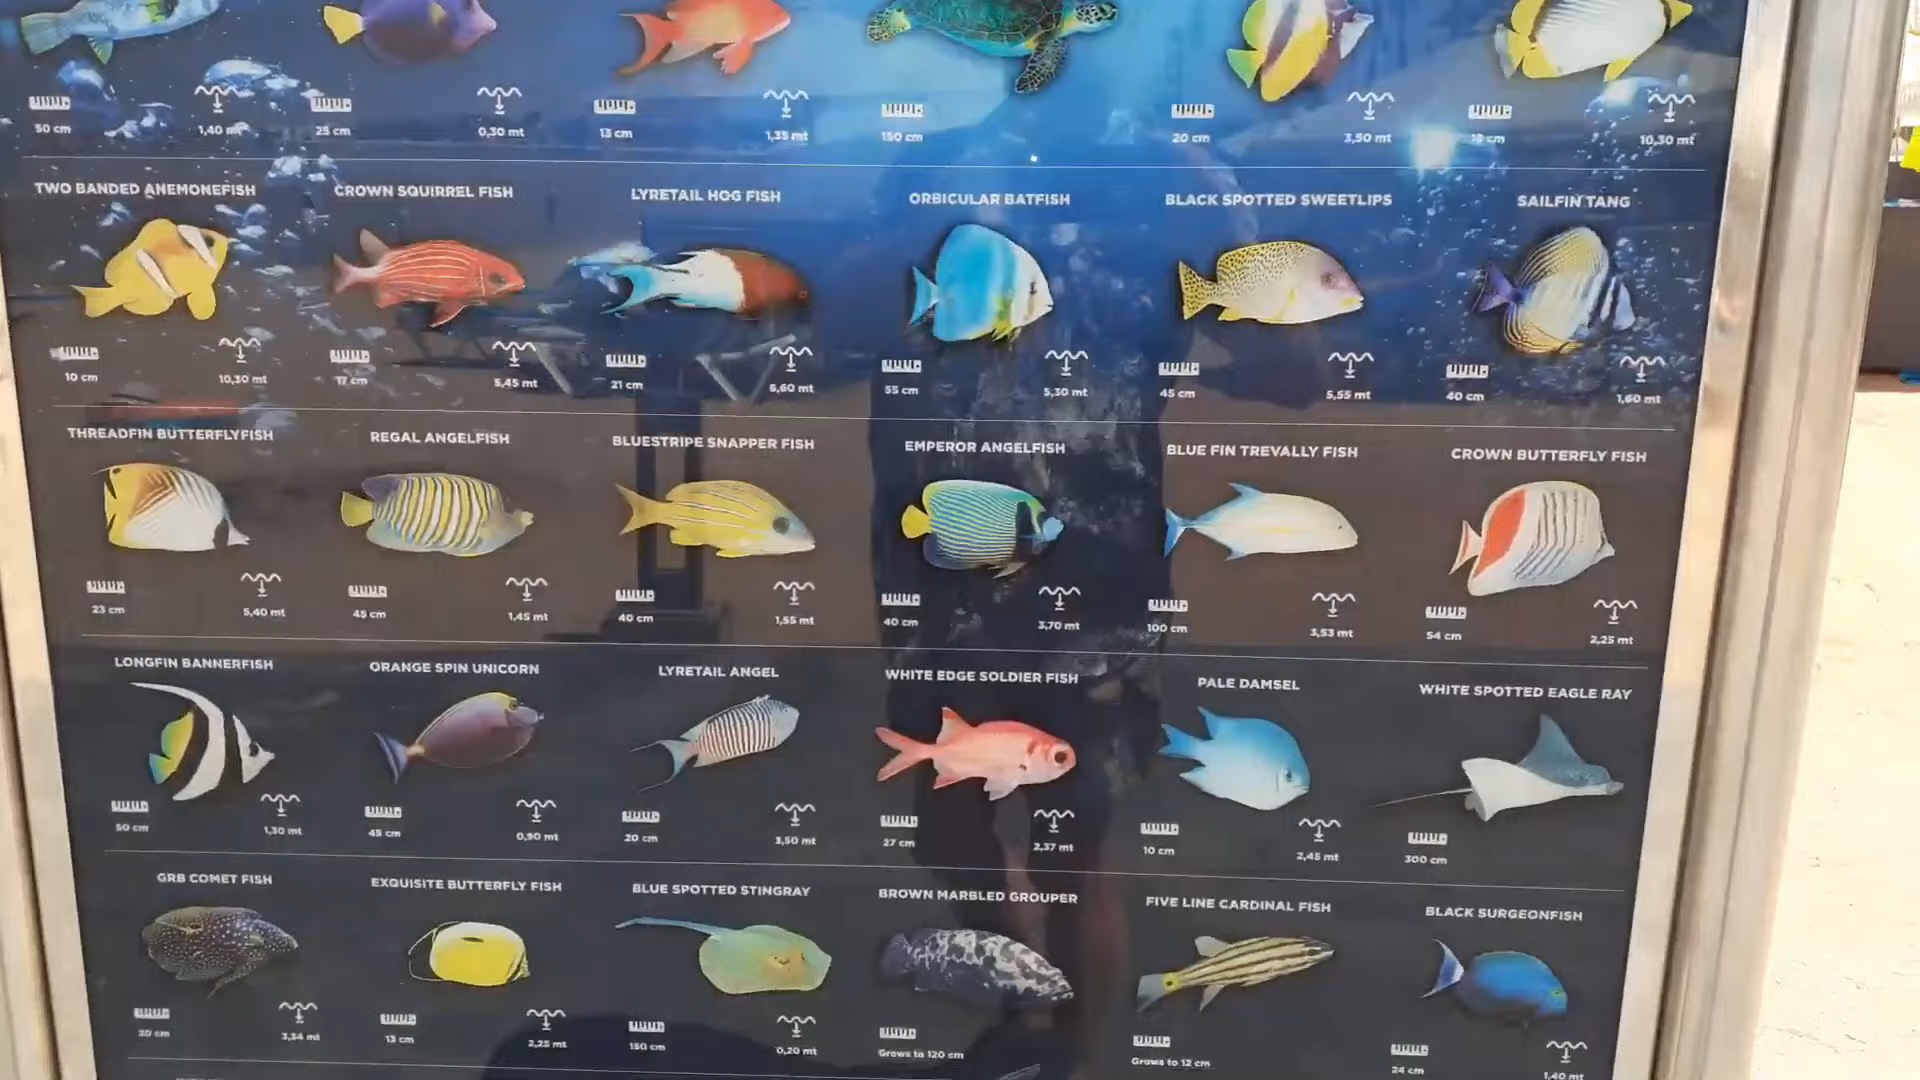 50 cm 1,40 mt 25 cm 0,30 mt 13 cm 1,35 mt 150 cm 20 cm 3,50 mt 18 cm 10,30 mt
TWO BANDED ANEMONEFISH CROWN SQUIRREL FISH LYRETAIL HOG FISH ORBICULAR BATFISH BLACK SPOTTED SWEETLIPS SAILFIN TANG
10 cm 10,30 mt 17 cm 5,45 mt 21 cm 6,60 mt 55 cm 5,30 mt 45 cm 5,55 mt 40 cm 1,60 mt
THREADFIN BUTTERFLYFISH REGAL ANGELFISH BLUESTRIPE SNAPPER FISH EMPEROR ANGELFISH BLUE FIN TREVALLY FISH CROWN BUTTERFLY FISH
23 cm 5,40 mt 45 cm 1,45 mt 40 cm 1,55 mt 40 cm 3,70 mt 100 cm 3,53 mt 54 cm 2,25 mt
LONGFIN BANNERFISH ORANGE SPIN UNICORN LYRETAIL ANGEL WHITE EDGE SOLDIER FISH PALE DAMSEL WHITE SPOTTED EAGLE RAY
50 cm 1,30 mt 45 cm 0,90 mt 20 cm 3,50 mt 27 cm 2,37 mt 10 cm 2,45 mt 300 cm
GRB COMET FISH EXQUISITE BUTTERFLY FISH BLUE SPOTTED STINGRAY BROWN MARBLED GROUPER FIVE LINE CARDINAL FISH BLACK SURGEONFISH
20 cm 3,34 mt 13 cm 2,25 mt 150 cm 0,20 mt Grows to 120 cm Grows to 12 cm 24 cm 1,40 mt